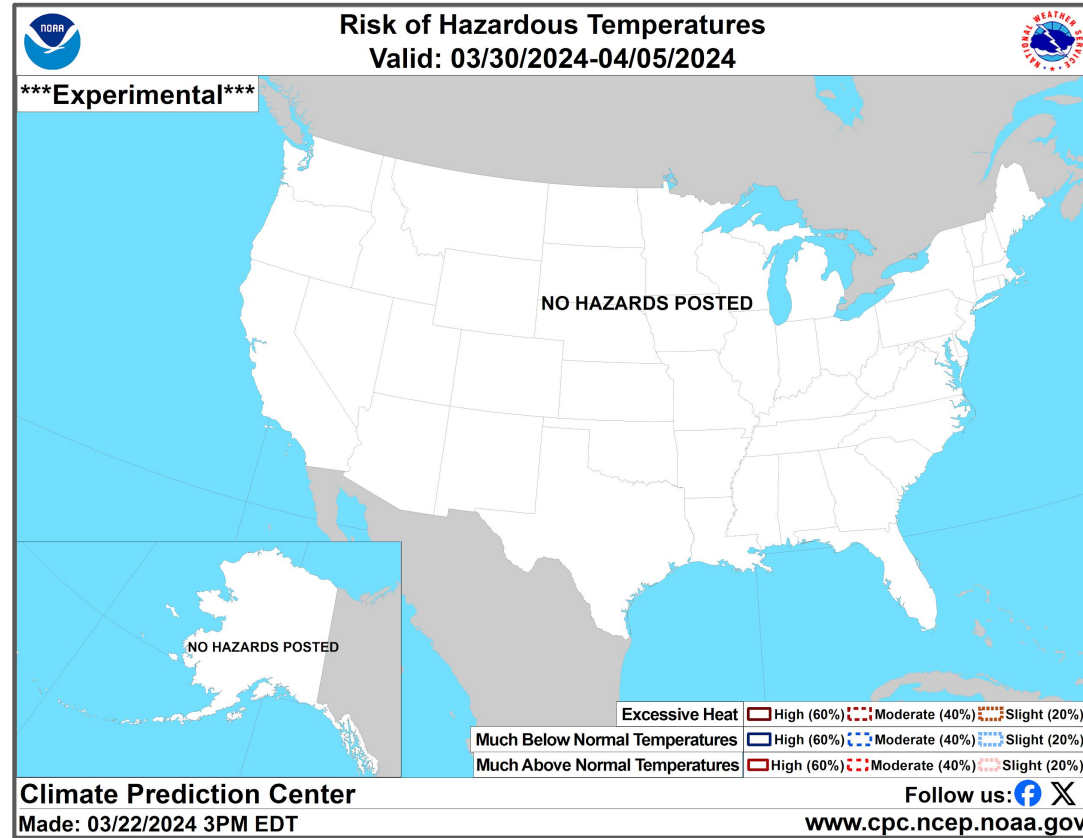 NOAA
Risk of Hazardous Temperatures
Valid: 03/30/2024-04/05/2024
NATIONAL WEATHER SERVICE
***Experimental***
NO HAZARDS POSTED
NO HAZARDS POSTED
Excessive Heat High (60%) Moderate (40%) Slight (20%)
Much Below Normal Temperatures High (60%) Moderate (40%) Slight (20%)
Much Above Normal Temperatures High (60%) Moderate (40%) Slight (20%)
Climate Prediction Center
Follow us:
Made: 03/22/2024 3PM EDT
www.cpc.ncep.noaa.gov